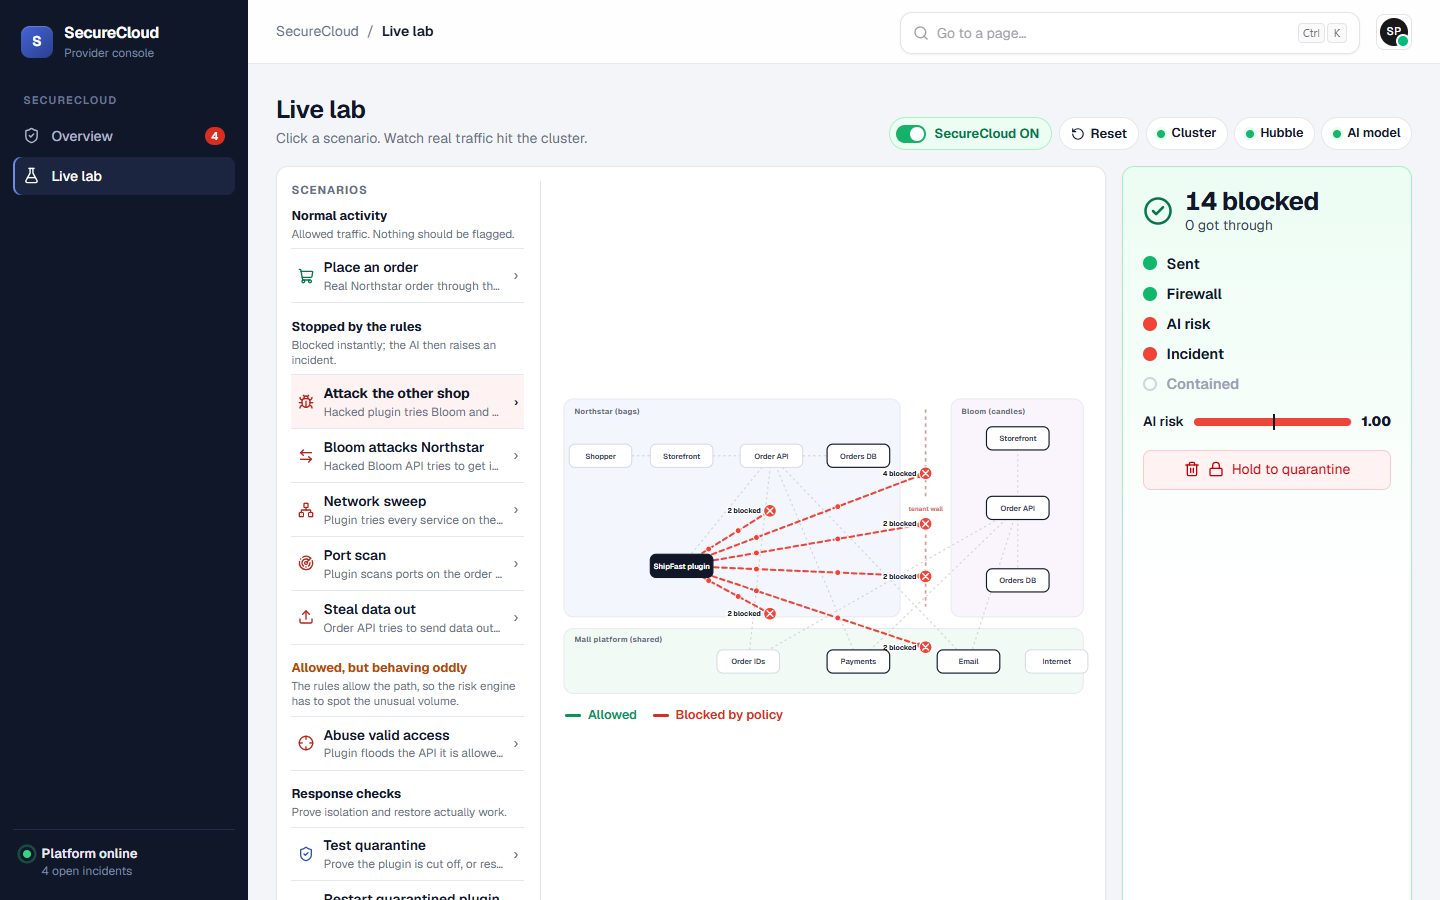 S
SecureCloud
Provider console
SECURECLOUD
Overview
4
Live lab
Platform online
4 open incidents
SecureCloud / Live lab
Go to a page...
Ctrl K
SP
Live lab
Click a scenario. Watch real traffic hit the cluster.
SecureCloud ON
Reset
Cluster
Hubble
AI model
SCENARIOS
Normal activity
Allowed traffic. Nothing should be flagged.
Place an order
Real Northstar order through th...
Stopped by the rules
Blocked instantly; the AI then raises an
incident.
Attack the other shop
Hacked plugin tries Bloom and ...
Bloom attacks Northstar
Hacked Bloom API tries to get i...
Network sweep
Plugin tries every service on the...
Port scan
Plugin scans ports on the order ...
Steal data out
Order API tries to send data out...
Allowed, but behaving oddly
The rules allow the path, so the risk engine
has to spot the unusual volume.
Abuse valid access
Plugin floods the API it is allowe...
Response checks
Prove isolation and restore actually work.
Test quarantine
Prove the plugin is cut off, or res...
Restart quarantined plugin
Northstar (bags)
Shopper
Storefront
Order API
Orders DB
4 blocked
2 blocked
tenant wall
2 blocked
ShipFast plugin
2 blocked
2 blocked
Bloom (candles)
Storefront
Order API
Orders DB
Mall platform (shared)
2 blocked
Order IDs
Payments
Email
Internet
Allowed
Blocked by policy
14 blocked
0 got through
Sent
Firewall
AI risk
Incident
Contained
AI risk
1.00
Hold to quarantine